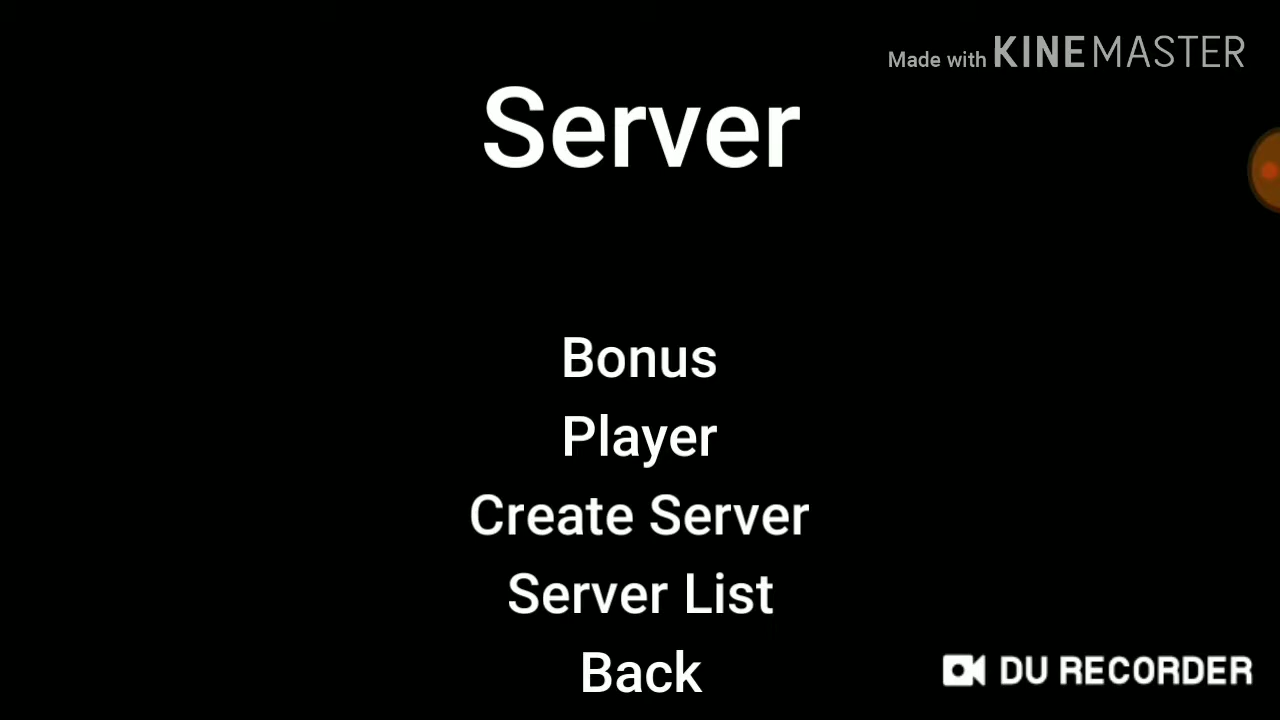 Made with KINEMASTER
Server
Bonus
Player
Create Server
Server List
Back
DU RECORDER